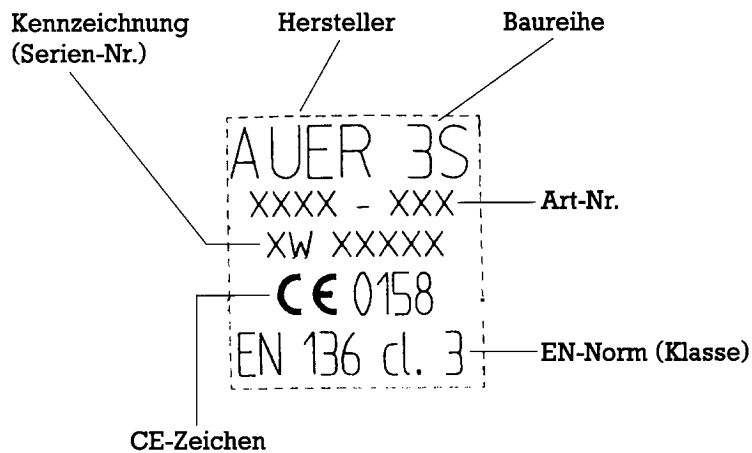 Kennzeichnung
(Serien-Nr.)
Hersteller
Baureihe
AUER 3S
XXXX - XXX
Art-Nr.
XW XXXXX
CE 0158
EN 136 cl. 3
EN-Norm (Klasse)
CE-Zeichen